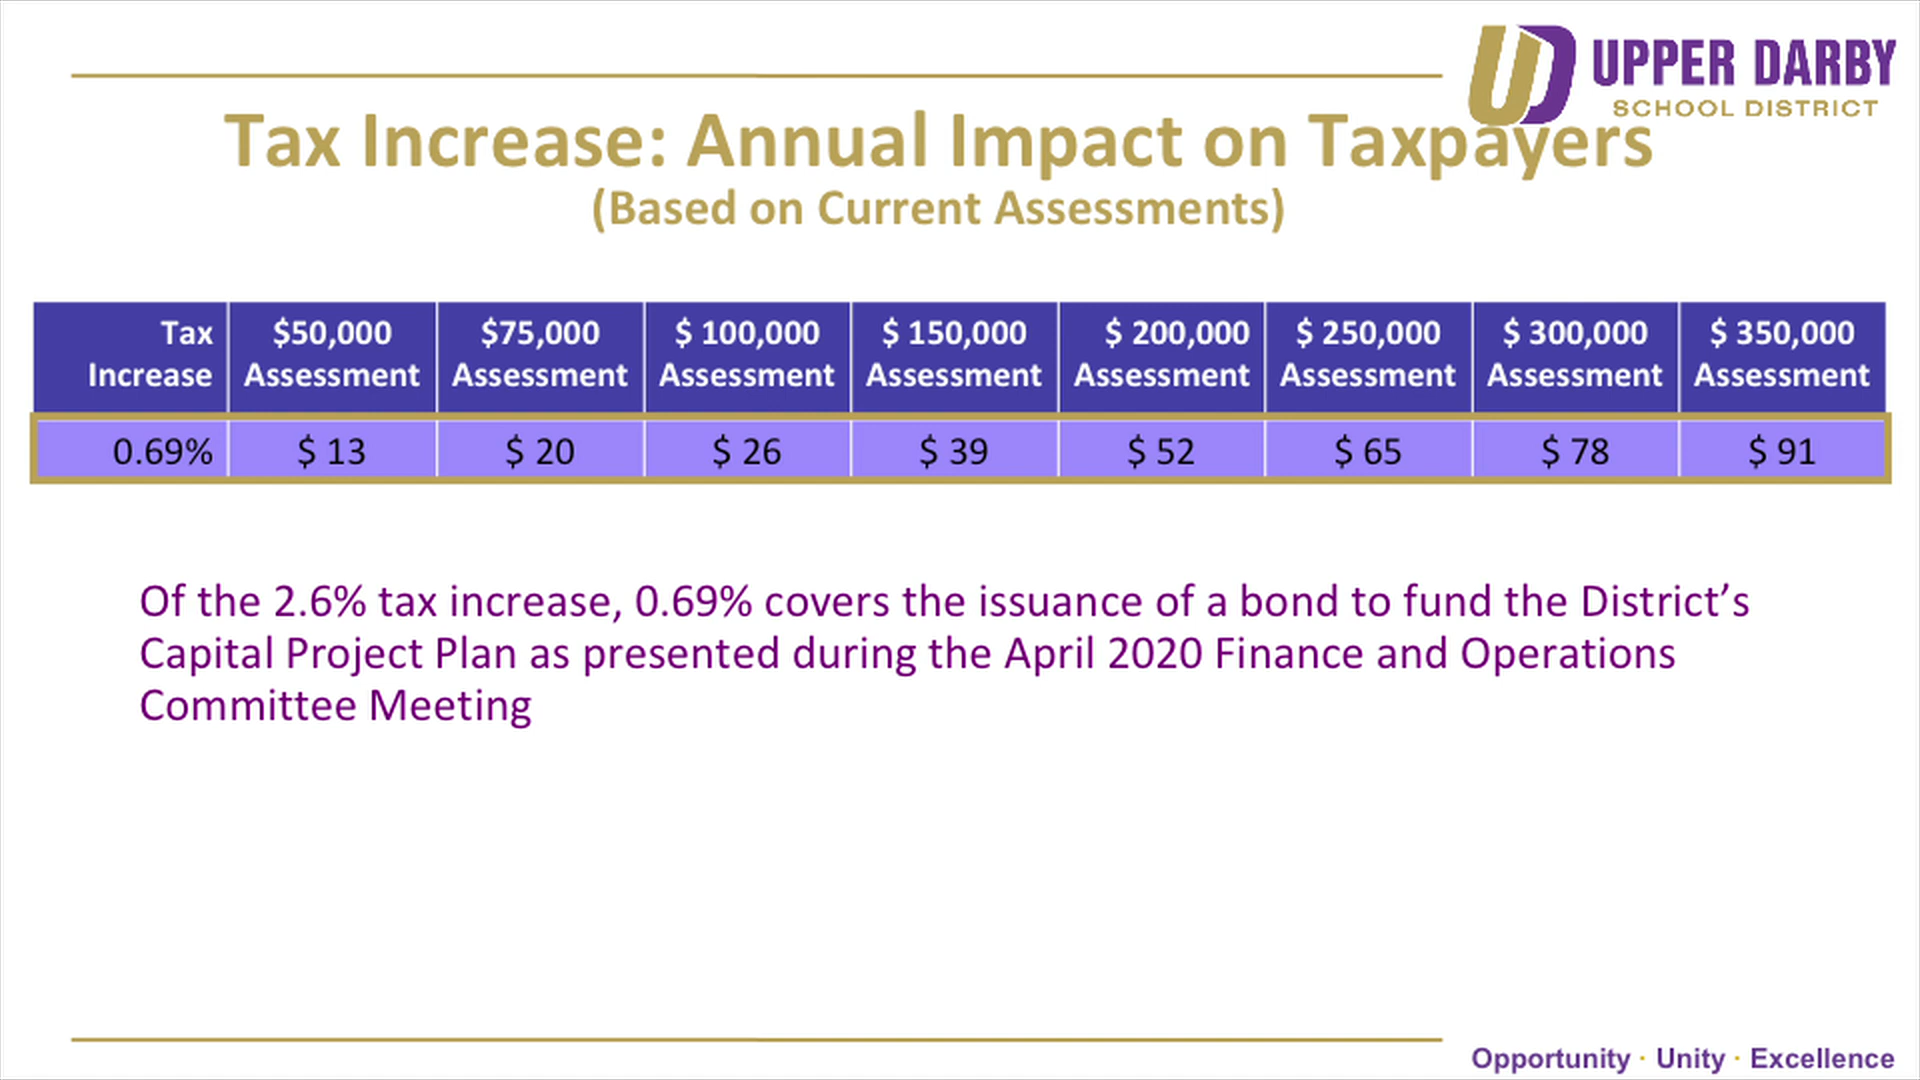 UPPER DARBY
SCHOOL DISTRICT
Tax Increase: Annual Impact on Taxpayers
(Based on Current Assessments)
Tax $50,000 $75,000 $ 100,000 $ 150,000 $ 200,000 $ 250,000 $ 300,000 $ 350,000
Increase Assessment Assessment Assessment Assessment Assessment Assessment Assessment Assessment
0.69% $ 13 $ 20 $ 26 $ 39 $ 52 $ 65 $ 78 $ 91
Of the 2.6% tax increase, 0.69% covers the issuance of a bond to fund the District’s
Capital Project Plan as presented during the April 2020 Finance and Operations
Committee Meeting
Opportunity · Unity · Excellence